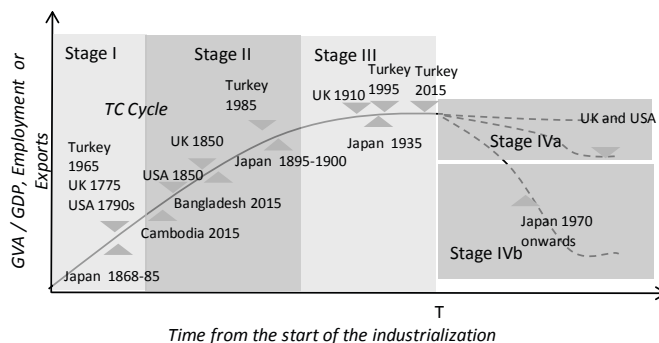 Stage I
Stage II
Stage III
TC Cycle
Turkey
1985
UK 1910
Turkey
1995
Turkey
2015
UK and USA
Stage IVa
Turkey
1965
UK 1775
USA 1790s
UK 1850
USA 1850
Japan 1895-1900
Japan 1935
Bangladesh 2015
Cambodia 2015
Japan 1868-85
Japan 1970
onwards
Stage IVb
T
GVA / GDP, Employment or
Exports
Time from the start of the industrialization